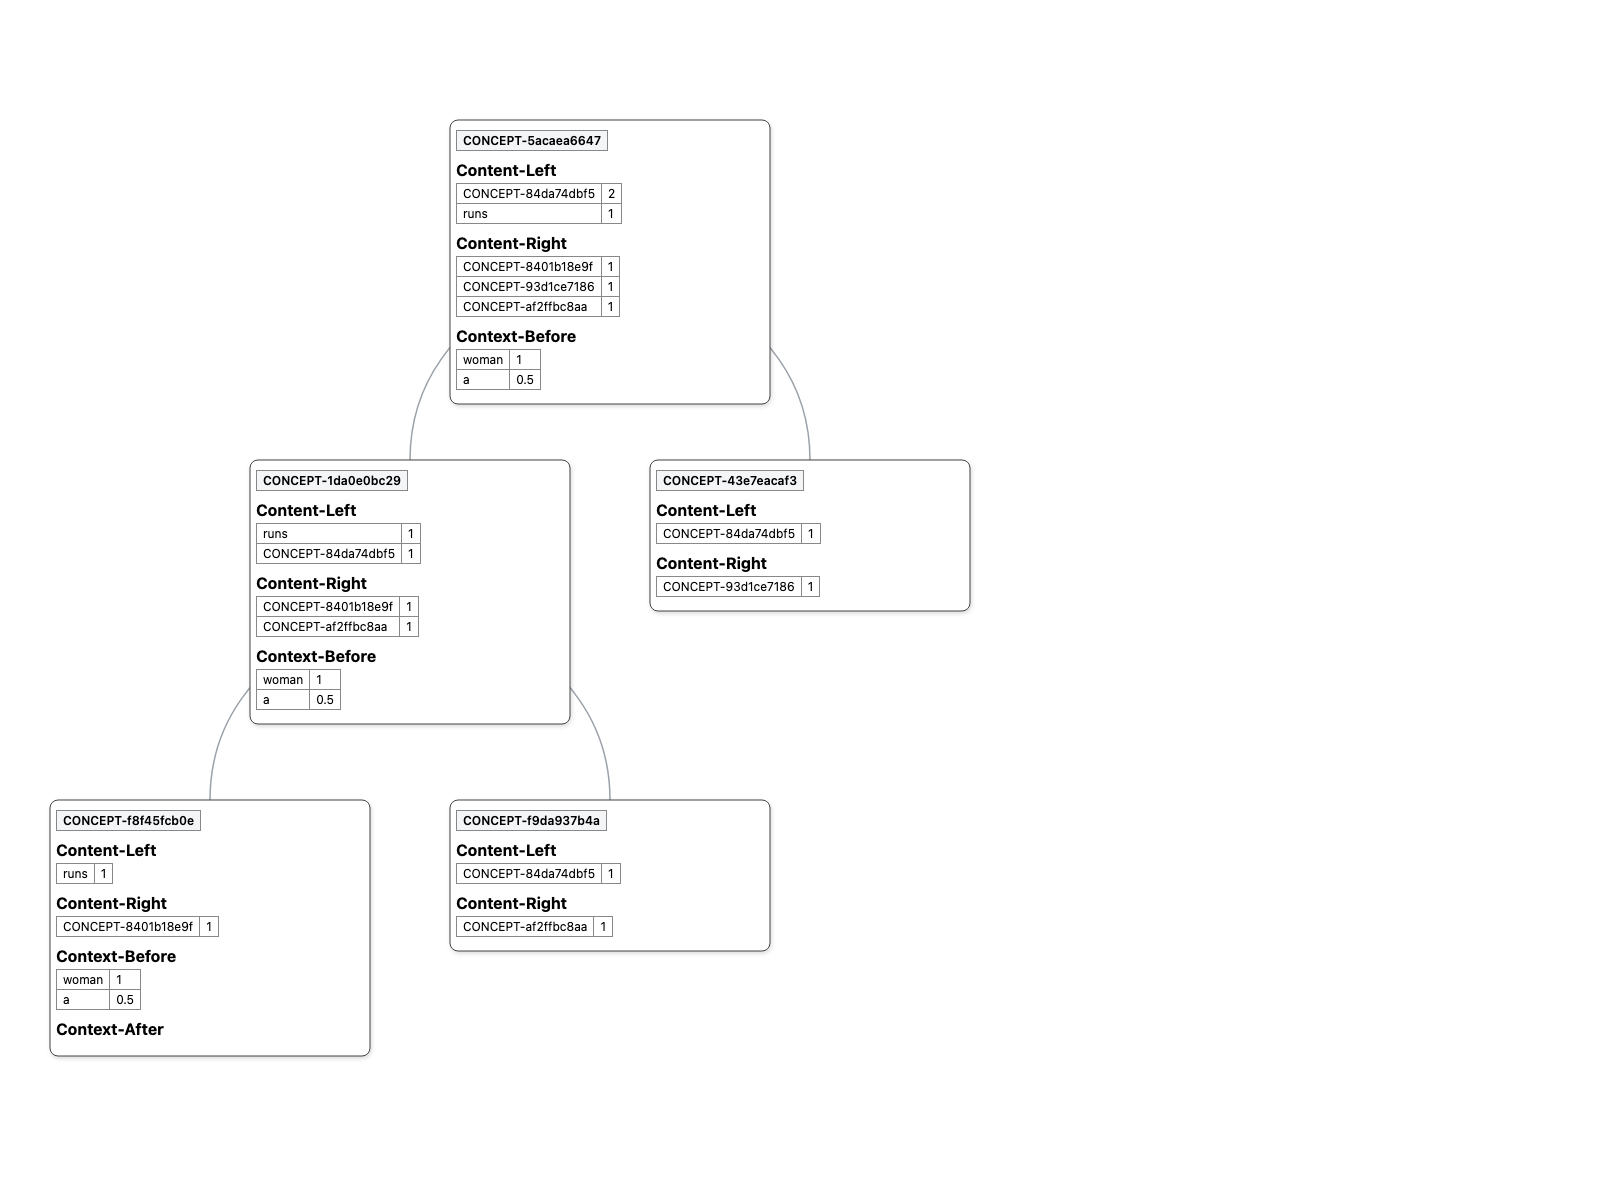 CONCEPT-5acaea6647
Content-Left
CONCEPT-84da74dbf5 2
runs 1
Content-Right
CONCEPT-8401b18e9f 1
CONCEPT-93d1ce7186 1
CONCEPT-af2ffbc8aa 1
Context-Before
woman 1
a 0.5
CONCEPT-1da0e0bc29
Content-Left
runs 1
CONCEPT-84da74dbf5 1
Content-Right
CONCEPT-8401b18e9f 1
CONCEPT-af2ffbc8aa 1
Context-Before
woman 1
a 0.5
CONCEPT-43e7eacaf3
Content-Left
CONCEPT-84da74dbf5 1
Content-Right
CONCEPT-93d1ce7186 1
CONCEPT-f8f45fcb0e
Content-Left
runs 1
Content-Right
CONCEPT-8401b18e9f 1
Context-Before
woman 1
a 0.5
Context-After
CONCEPT-f9da937b4a
Content-Left
CONCEPT-84da74dbf5 1
Content-Right
CONCEPT-af2ffbc8aa 1